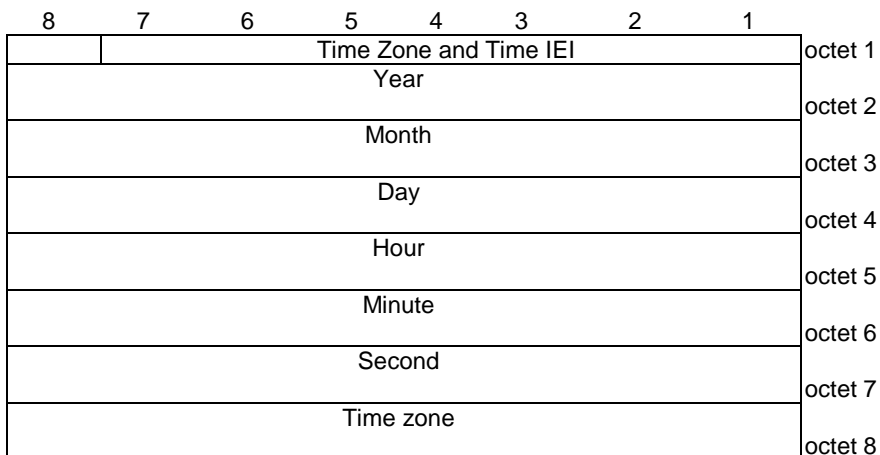 8 7 6 5 4 3 2 1
Time Zone and Time IEI octet 1
Year
octet 2
Month
octet 3
Day
octet 4
Hour
octet 5
Minute
octet 6
Second
octet 7
Time zone
octet 8